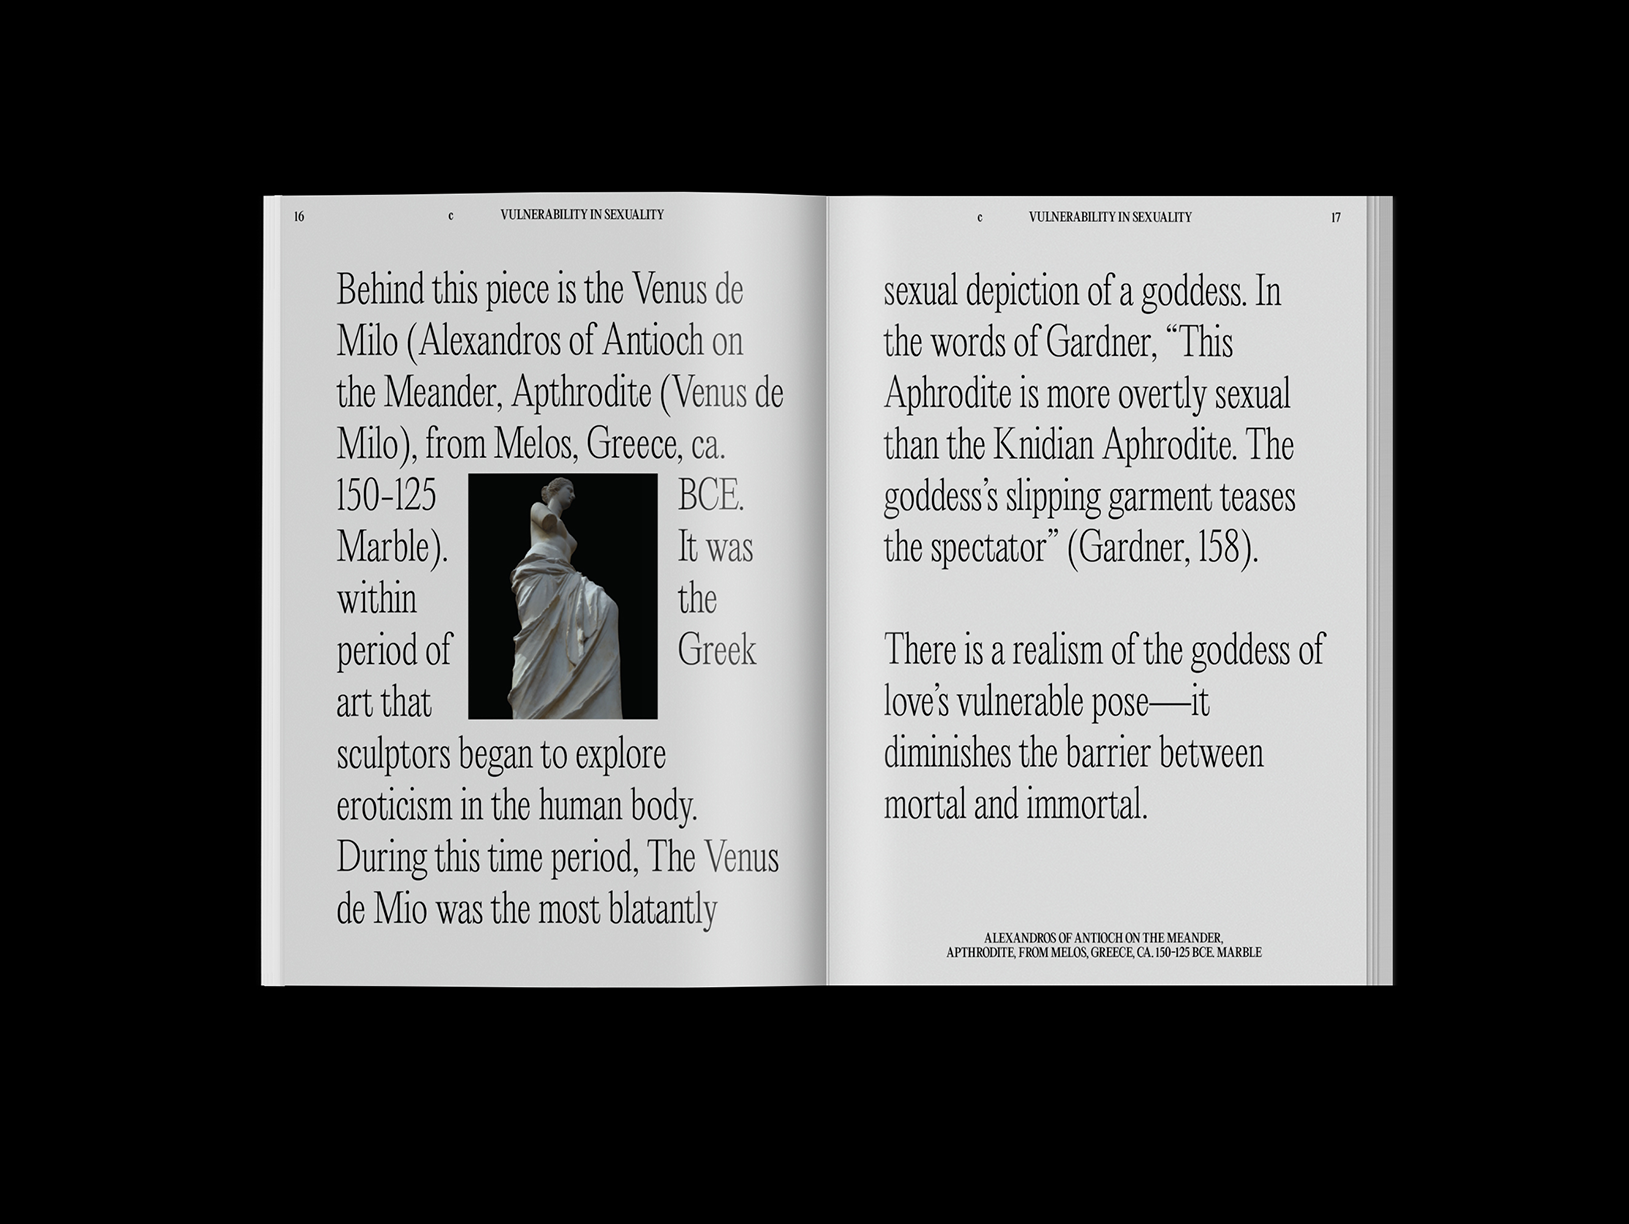 16
c
VULNERABILITY IN SEXUALITY
Behind this piece is the Venus de
Milo (Alexandros of Antioch on
the Meander, Apthrodite (Venus de
Milo), from Melos, Greece, ca.
150–125 BCE.
Marble). It was
within the
period of Greek
art that
sculptors began to explore
eroticism in the human body.
During this time period, The Venus
de Mio was the most blatantly
c
VULNERABILITY IN SEXUALITY
17
sexual depiction of a goddess. In
the words of Gardner, “This
Aphrodite is more overtly sexual
than the Knidian Aphrodite. The
goddess’s slipping garment teases
the spectator” (Gardner, 158).
There is a realism of the goddess of
love’s vulnerable pose—it
diminishes the barrier between
mortal and immortal.
ALEXANDROS OF ANTIOCH ON THE MEANDER,
APTHRODITE, FROM MELOS, GREECE, CA. 150–125 BCE. MARBLE